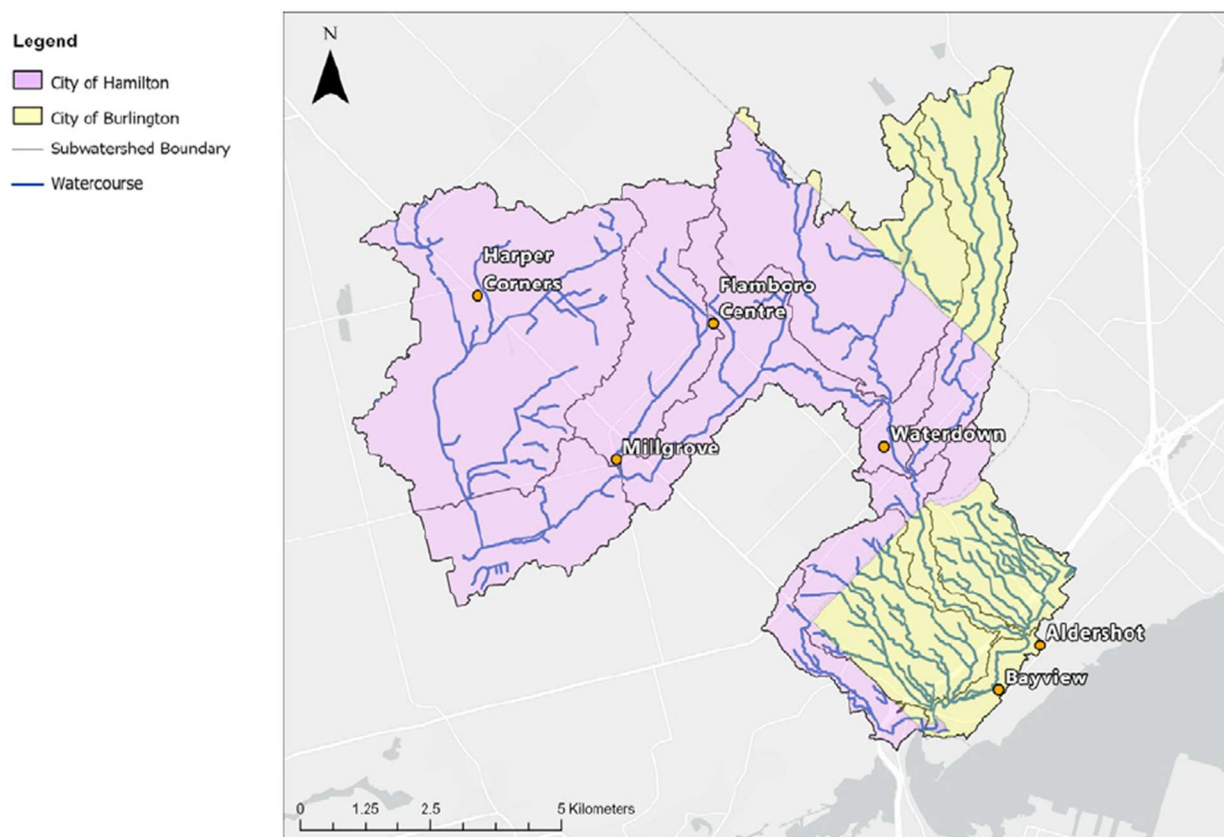 Legend
City of Hamilton
City of Burlington
Subwatershed Boundary
Watercourse
N
Harper
Corners
Flamboro
Centre
Millgrove
Waterdown
Aldershot
Bayview
0 1.25 2.5 5 Kilometers